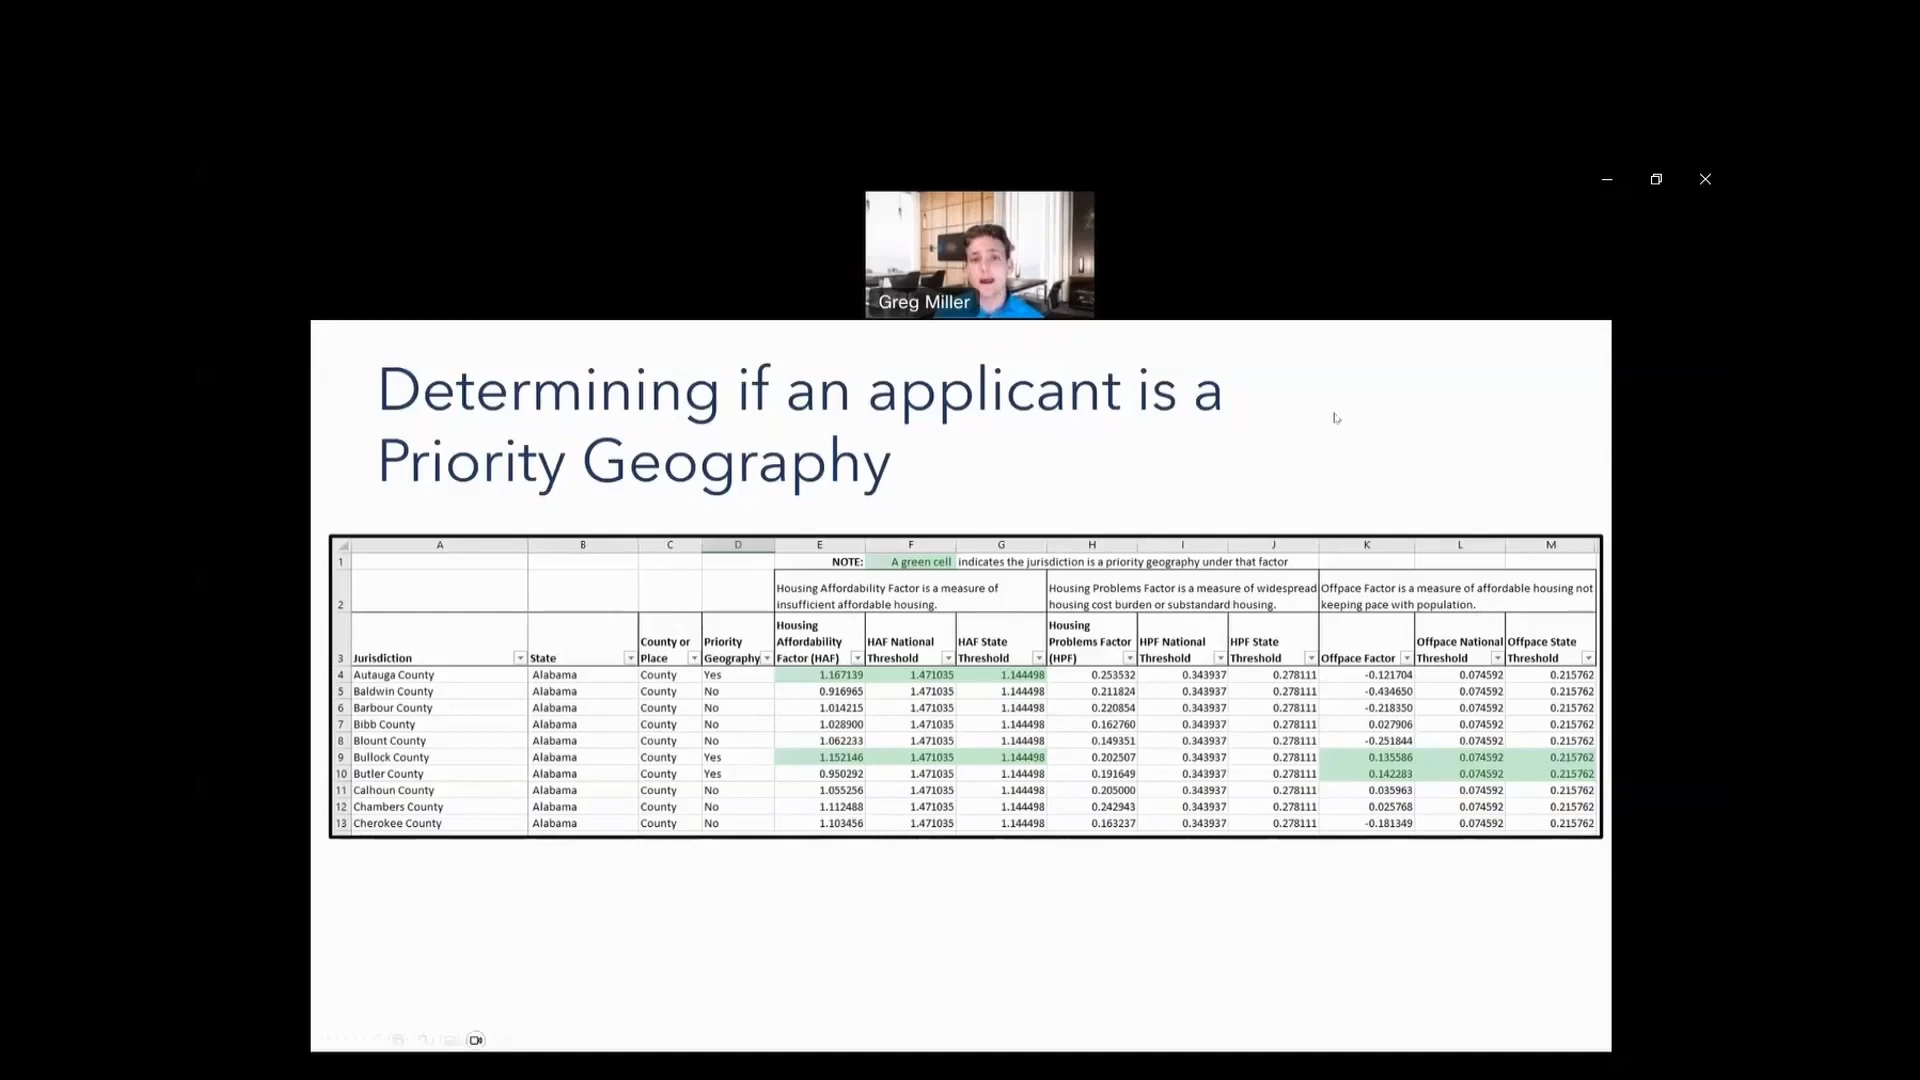 Greg Miller
Determining if an applicant is a
Priority Geography
A B C D E F G H I J K L M
1 NOTE: A green cell indicates the jurisdiction is a priority geography under that factor
2 Housing Affordability Factor is a measure of insufficient affordable housing. Housing Problems Factor is a measure of widespread housing cost burden or substandard housing. Offpace Factor is a measure of affordable housing not keeping pace with population.
3 Jurisdiction State County or Place Priority Geography Housing Affordability Factor (HAF) HAF National Threshold HAF State Threshold Housing Problems Factor (HPF) HPF National Threshold HPF State Threshold Offpace Factor Offpace National Threshold Offpace State Threshold
4 Autauga County Alabama County Yes 1.167139 1.471035 1.144498 0.253532 0.343937 0.278111 -0.121704 0.074592 0.215762
5 Baldwin County Alabama County No 0.916965 1.471035 1.144498 0.211824 0.343937 0.278111 -0.434650 0.074592 0.215762
6 Barbour County Alabama County No 1.014215 1.471035 1.144498 0.220854 0.343937 0.278111 -0.218350 0.074592 0.215762
7 Bibb County Alabama County No 1.028900 1.471035 1.144498 0.162760 0.343937 0.278111 0.027906 0.074592 0.215762
8 Blount County Alabama County No 1.062233 1.471035 1.144498 0.149351 0.343937 0.278111 -0.251844 0.074592 0.215762
9 Bullock County Alabama County Yes 1.152146 1.471035 1.144498 0.202507 0.343937 0.278111 0.135586 0.074592 0.215762
10 Butler County Alabama County Yes 0.950292 1.471035 1.144498 0.191649 0.343937 0.278111 0.142283 0.074592 0.215762
11 Calhoun County Alabama County No 1.055256 1.471035 1.144498 0.205000 0.343937 0.278111 0.035963 0.074592 0.215762
12 Chambers County Alabama County No 1.112488 1.471035 1.144498 0.242943 0.343937 0.278111 0.025768 0.074592 0.215762
13 Cherokee County Alabama County No 1.103456 1.471035 1.144498 0.163237 0.343937 0.278111 -0.181349 0.074592 0.215762